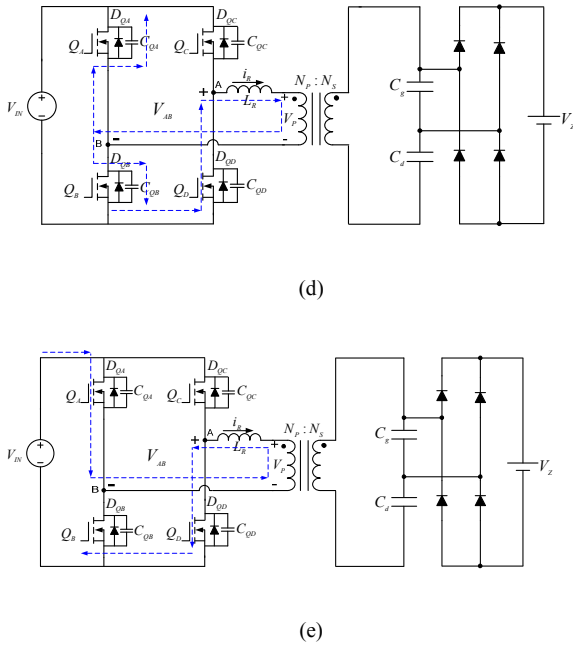 D_QA D_QC
Q_A C_QA Q_C C_QC
+ A i_R N_P : N_S
V_IN V_AB L_R + V_P - C_g V_Z
B -
D_QB D_QD C_d
Q_B C_QB Q_D C_QD
(d)
D_QA D_QC
Q_A C_QA Q_C C_QC
+ A i_R N_P : N_S
V_IN V_AB L_R + V_P - C_g V_Z
B -
D_QB D_QD C_d
Q_B C_QB Q_D C_QD
(e)